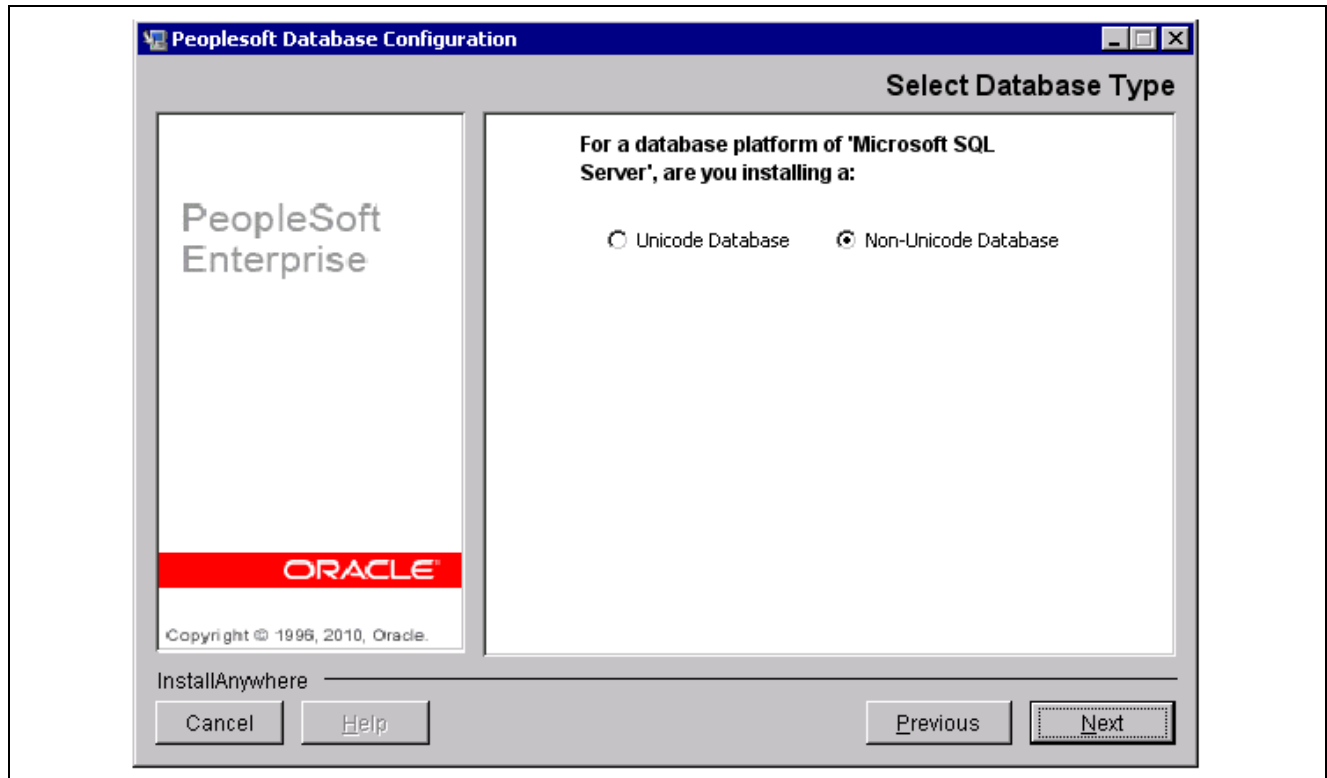 Peoplesoft Database Configuration
Select Database Type
PeopleSoft
Enterprise
ORACLE
Copyright © 1996, 2010, Oracle.
For a database platform of 'Microsoft SQL
Server', are you installing a:
Unicode Database Non-Unicode Database
InstallAnywhere
Cancel Help Previous Next